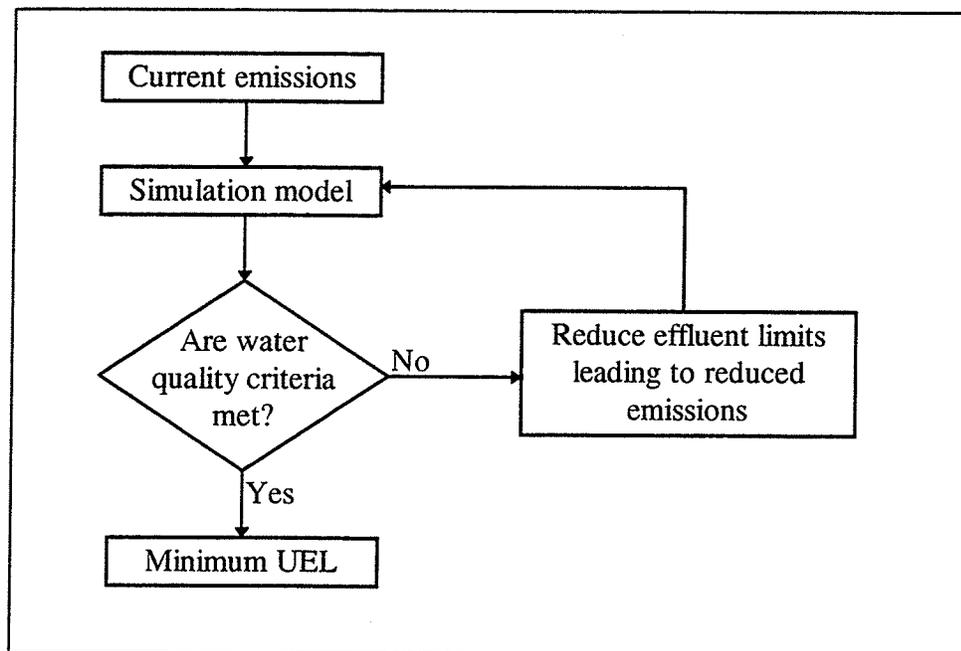 Current emissions
Simulation model
Are water
quality criteria
met?
No
Reduce effluent limits
leading to reduced
emissions
Yes
Minimum UEL